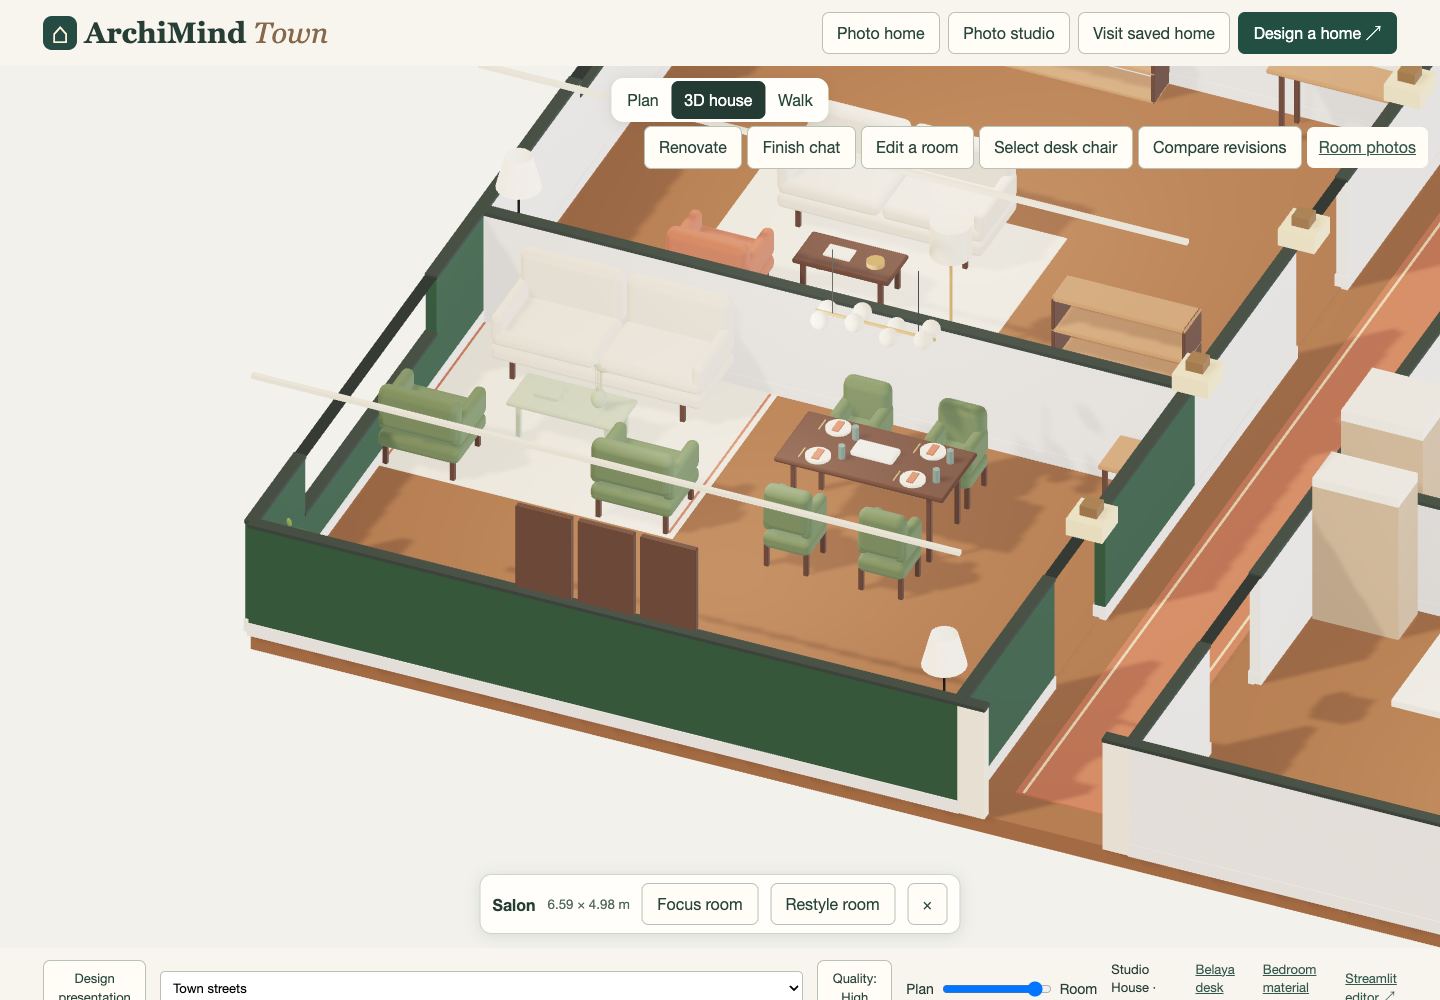 ArchiMind Town
Photo home
Photo studio
Visit saved home
Design a home ↗
Plan
3D house
Walk
Renovate
Finish chat
Edit a room
Select desk chair
Compare revisions
Room photos
Salon
6.59 × 4.98 m
Focus room
Restyle room
×
Design
presentation
Town streets
Quality:
High
Plan
Room
Studio
House ·
Belaya
desk
Bedroom
material
Streamlit
editor ↗